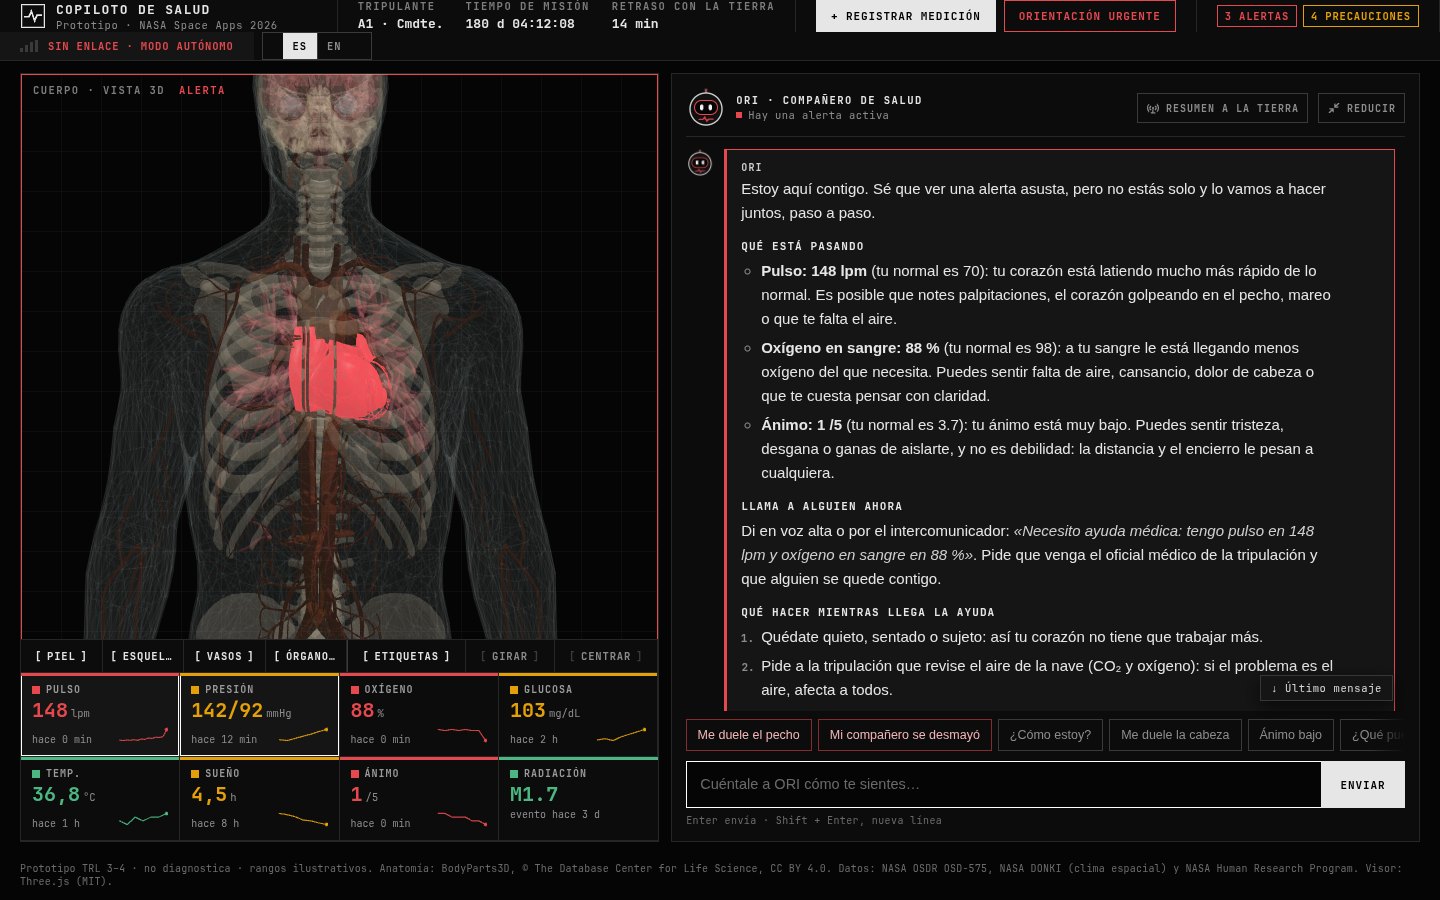 COPILOTO DE SALUD
Prototipo · NASA Space Apps 2026
TRIPULANTE
A1 · Cmdte.
TIEMPO DE MISIÓN
180 d 04:12:08
RETRASO CON LA TIERRA
14 min
+ REGISTRAR MEDICIÓN
ORIENTACIÓN URGENTE
3 ALERTAS
4 PRECAUCIONES
SIN ENLACE · MODO AUTÓNOMO
ES
EN
CUERPO · VISTA 3D ALERTA
[ PIEL ]
[ ESQUEL…
[ VASOS ]
[ ÓRGANO…
[ ETIQUETAS ]
[ GIRAR ]
[ CENTRAR ]
PULSO
148 lpm
hace 0 min
PRESIÓN
142/92 mmHg
hace 12 min
OXÍGENO
88 %
hace 0 min
GLUCOSA
103 mg/dL
hace 2 h
TEMP.
36,8 °C
hace 1 h
SUEÑO
4,5 h
hace 8 h
ÁNIMO
1 /5
hace 0 min
RADIACIÓN
M1.7
evento hace 3 d
ORI · COMPAÑERO DE SALUD
Hay una alerta activa
RESUMEN A LA TIERRA
REDUCIR
ORI
Estoy aquí contigo. Sé que ver una alerta asusta, pero no estás solo y lo vamos a hacer
juntos, paso a paso.
QUÉ ESTÁ PASANDO
Pulso: 148 lpm (tu normal es 70): tu corazón está latiendo mucho más rápido de lo
normal. Es posible que notes palpitaciones, el corazón golpeando en el pecho, mareo
o que te falta el aire.
Oxígeno en sangre: 88 % (tu normal es 98): a tu sangre le está llegando menos
oxígeno del que necesita. Puedes sentir falta de aire, cansancio, dolor de cabeza o
que te cuesta pensar con claridad.
Ánimo: 1 /5 (tu normal es 3.7): tu ánimo está muy bajo. Puedes sentir tristeza,
desgana o ganas de aislarte, y no es debilidad: la distancia y el encierro le pesan a
cualquiera.
LLAMA A ALGUIEN AHORA
Di en voz alta o por el intercomunicador: «Necesito ayuda médica: tengo pulso en 148
lpm y oxígeno en sangre en 88 %». Pide que venga el oficial médico de la tripulación y
que alguien se quede contigo.
QUÉ HACER MIENTRAS LLEGA LA AYUDA
1. Quédate quieto, sentado o sujeto: así tu corazón no tiene que trabajar más.
2. Pide a la tripulación que revise el aire de la nave (CO₂ y oxígeno): si el problema es el
aire, afecta a todos.
↓ Último mensaje
Me duele el pecho
Mi compañero se desmayó
¿Cómo estoy?
Me duele la cabeza
Ánimo bajo
¿Qué
Cuéntale a ORI cómo te sientes…
ENVIAR
Enter envía · Shift + Enter, nueva línea
Prototipo TRL 3–4 · no diagnostica · rangos ilustrativos. Anatomía: BodyParts3D, © The Database Center for Life Science, CC BY 4.0. Datos: NASA OSDR OSD-575, NASA DONKI (clima espacial) y NASA Human Research Program. Visor:
Three.js (MIT).